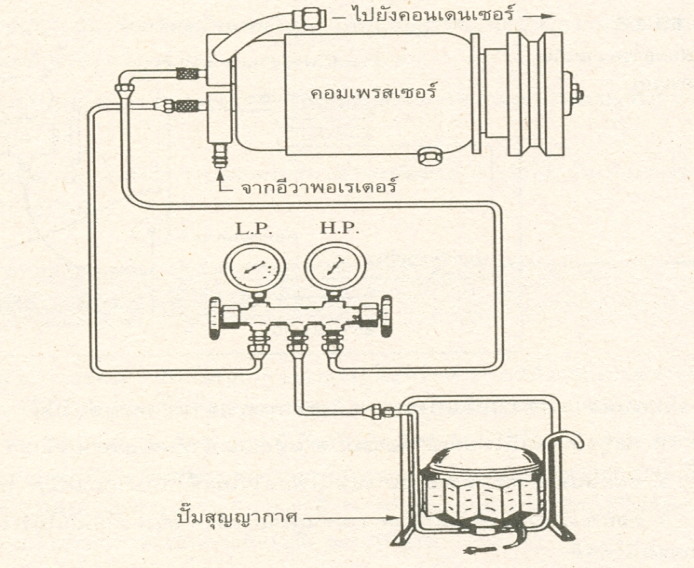 ไปยังคอนเดนเซอร์
คอมเพรสเซอร์
จากอีวาพอเรเตอร์
L.P. H.P.
ปั๊มสุญญากาศ